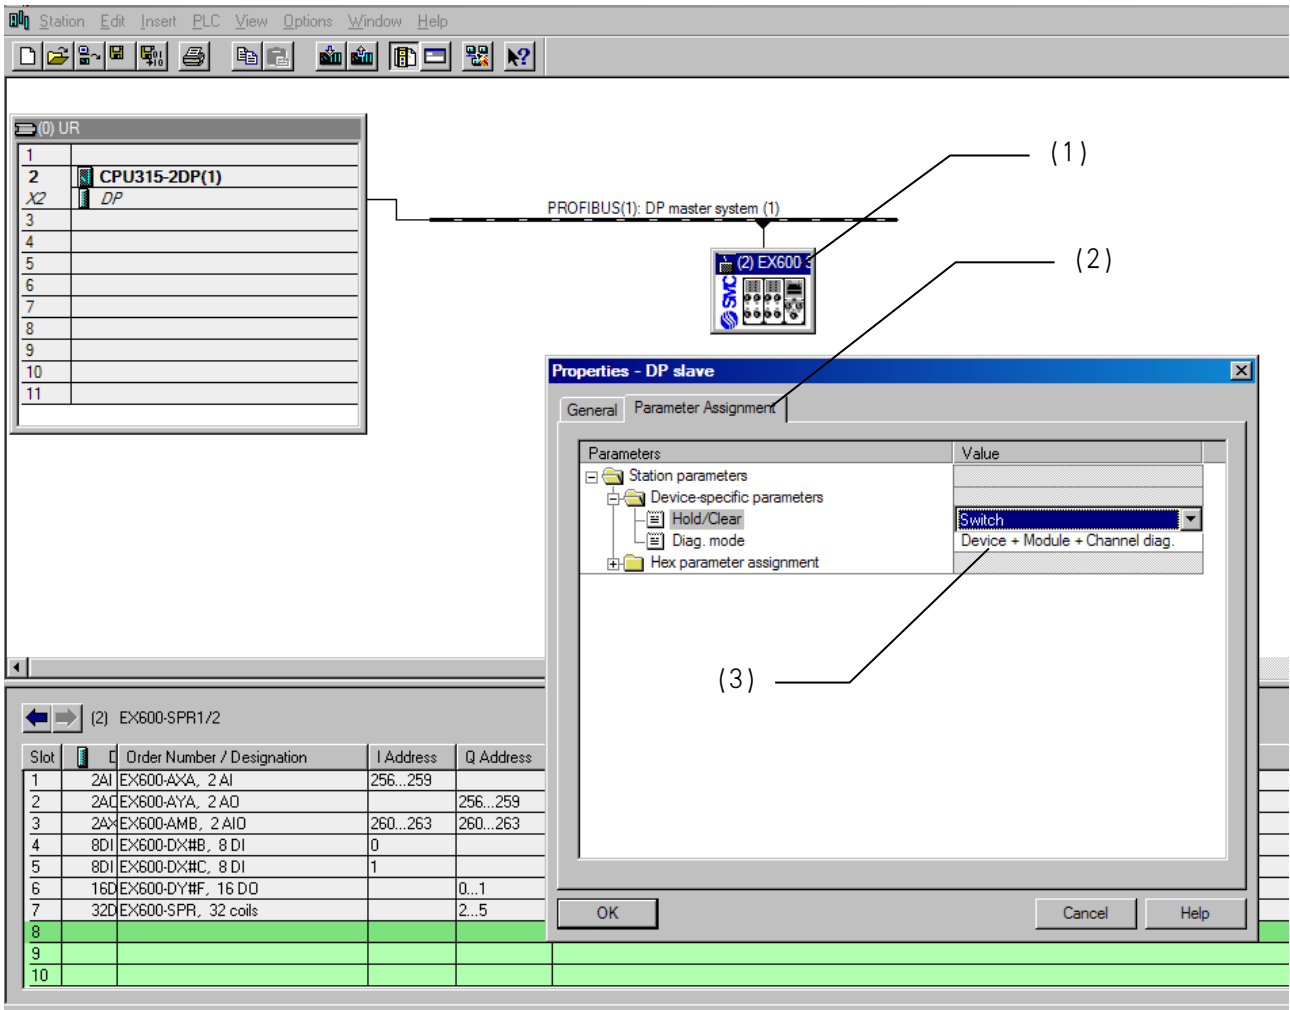 Station Edit Insert PLC View Options Window Help
(0) UR
1
2 CPU315-2DP(1)
X2 DP
3
4
5
6
7
8
9
10
11
PROFIBUS(1): DP master system (1)
(2) EX600-S
SMC
(1)
(2)
Properties - DP slave
General Parameter Assignment
Parameters Value
Station parameters
Device-specific parameters
Hold/Clear Switch
Diag. mode Device + Module + Channel diag.
Hex parameter assignment
(3)
OK Cancel Help
(2) EX600-SPR1/2
Slot D Order Number / Designation I Address Q Address
1 2AI EX600-AXA, 2 AI 256...259
2 2AO EX600-AYA, 2 AO 256...259
3 2AX EX600-AMB, 2 AIO 260...263 260...263
4 8DI EX600-DX#B, 8 DI 0
5 8DI EX600-DX#C, 8 DI 1
6 16D EX600-DY#F, 16 DO 0...1
7 32D EX600-SPR, 32 coils 2...5
8
9
10